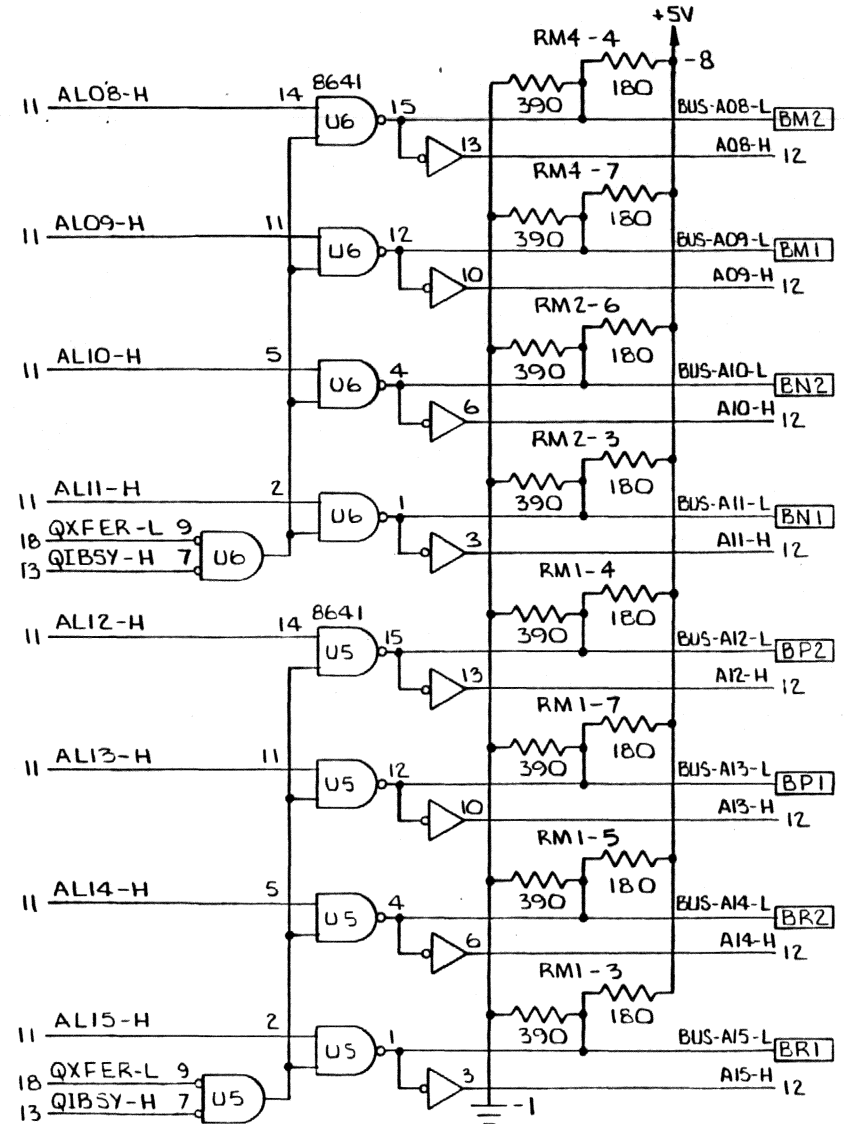 +5V
RM4-4
-8
8641
11 AL08-H 14 U6 15 390 180 BUS-A08-L BM2
13 A08-H 12
RM4-7
11 AL09-H 11 U6 12 390 180 BUS-A09-L BM1
10 A09-H 12
RM2-6
11 AL10-H 5 U6 4 390 180 BUS-A10-L BN2
6 A10-H 12
RM2-3
11 AL11-H 2 U6 1 390 180 BUS-A11-L BN1
18 QXFER-L 9
3 A11-H 12
13 QIBSY-H 7 U6
RM1-4
8641
11 AL12-H 14 U5 15 390 180 BUS-A12-L BP2
13 A12-H 12
RM1-7
11 AL13-H 11 U5 12 390 180 BUS-A13-L BP1
10 A13-H 12
RM1-5
11 AL14-H 5 U5 4 390 180 BUS-A14-L BR2
6 A14-H 12
RM1-3
11 AL15-H 2 U5 1 390 180 BUS-A15-L BR1
18 QXFER-L 9
3 A15-H 12
13 QIBSY-H 7 U5
-1